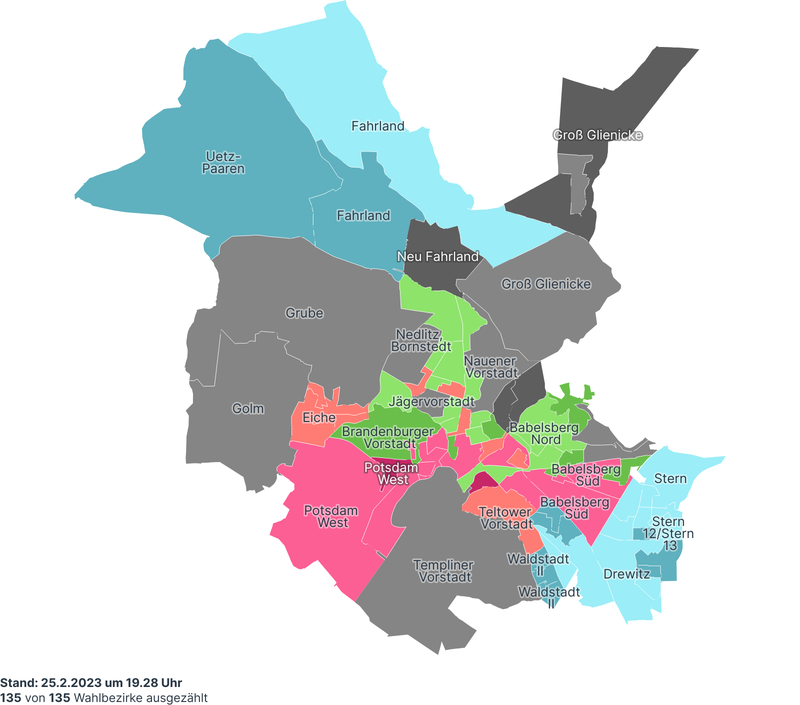 Fahrland
Groß Glienicke
Uetz-
Paaren
Fahrland
Neu Fahrland
Groß Glienicke
Grube
Nedlitz
Bornstedt
Nauener
Vorstadt
Jägervorstadt
Golm
Eiche
Brandenburger
Vorstadt
Babelsberg
Nord
Potsdam
West
Babelsberg
Süd
Stern
Babelsberg
Süd
Potsdam
West
Teltower
Vorstadt
Stern
12/Stern
13
Waldstadt
II
Templiner
Vorstadt
Drewitz
Waldstadt
II
Stand: 25.2.2023 um 19.28 Uhr
135 von 135 Wahlbezirke ausgezählt